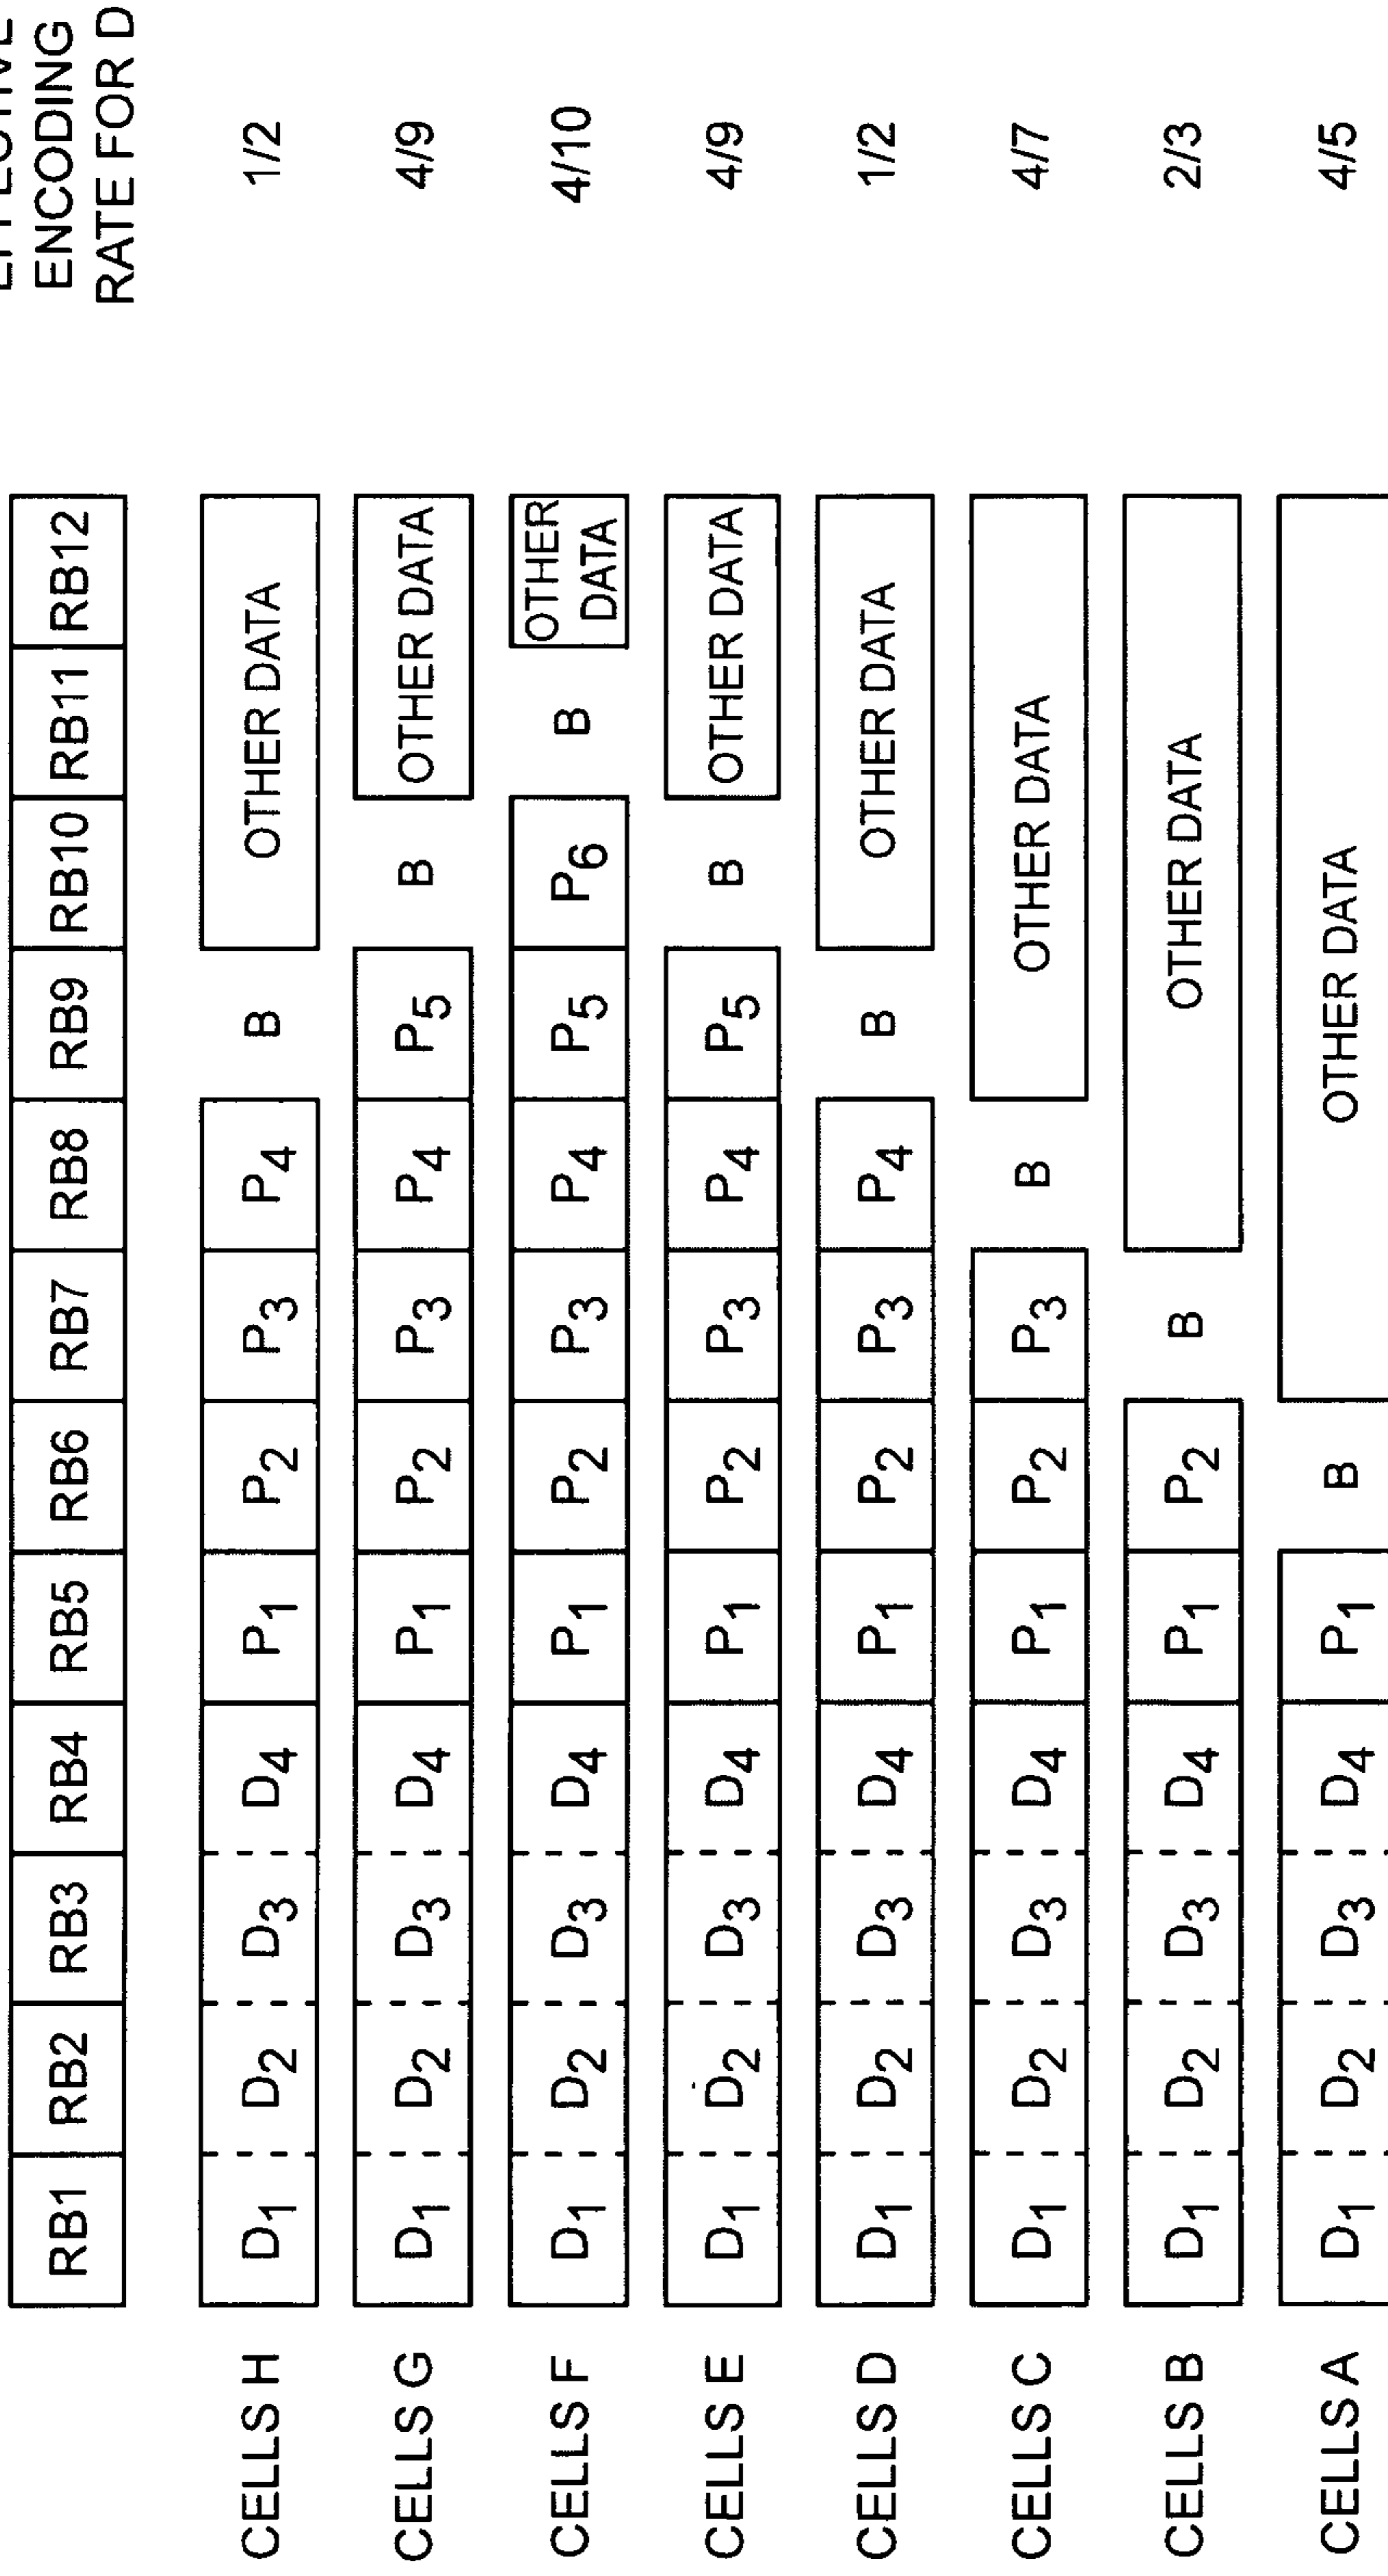 ENCODING
RATE FOR D
RB1 RB2 RB3 RB4 RB5 RB6 RB7 RB8 RB9 RB10 RB11 RB12
CELLS H D1 D2 D3 D4 P1 P2 P3 P4 B OTHER DATA 1/2
CELLS G D1 D2 D3 D4 P1 P2 P3 P4 P5 B OTHER DATA 4/9
CELLS F D1 D2 D3 D4 P1 P2 P3 P4 P5 P6 B OTHER DATA 4/10
CELLS E D1 D2 D3 D4 P1 P2 P3 P4 P5 B OTHER DATA 4/9
CELLS D D1 D2 D3 D4 P1 P2 P3 P4 B OTHER DATA 1/2
CELLS C D1 D2 D3 D4 P1 P2 P3 B OTHER DATA 4/7
CELLS B D1 D2 D3 D4 P1 P2 B OTHER DATA 2/3
CELLS A D1 D2 D3 D4 P1 B OTHER DATA 4/5